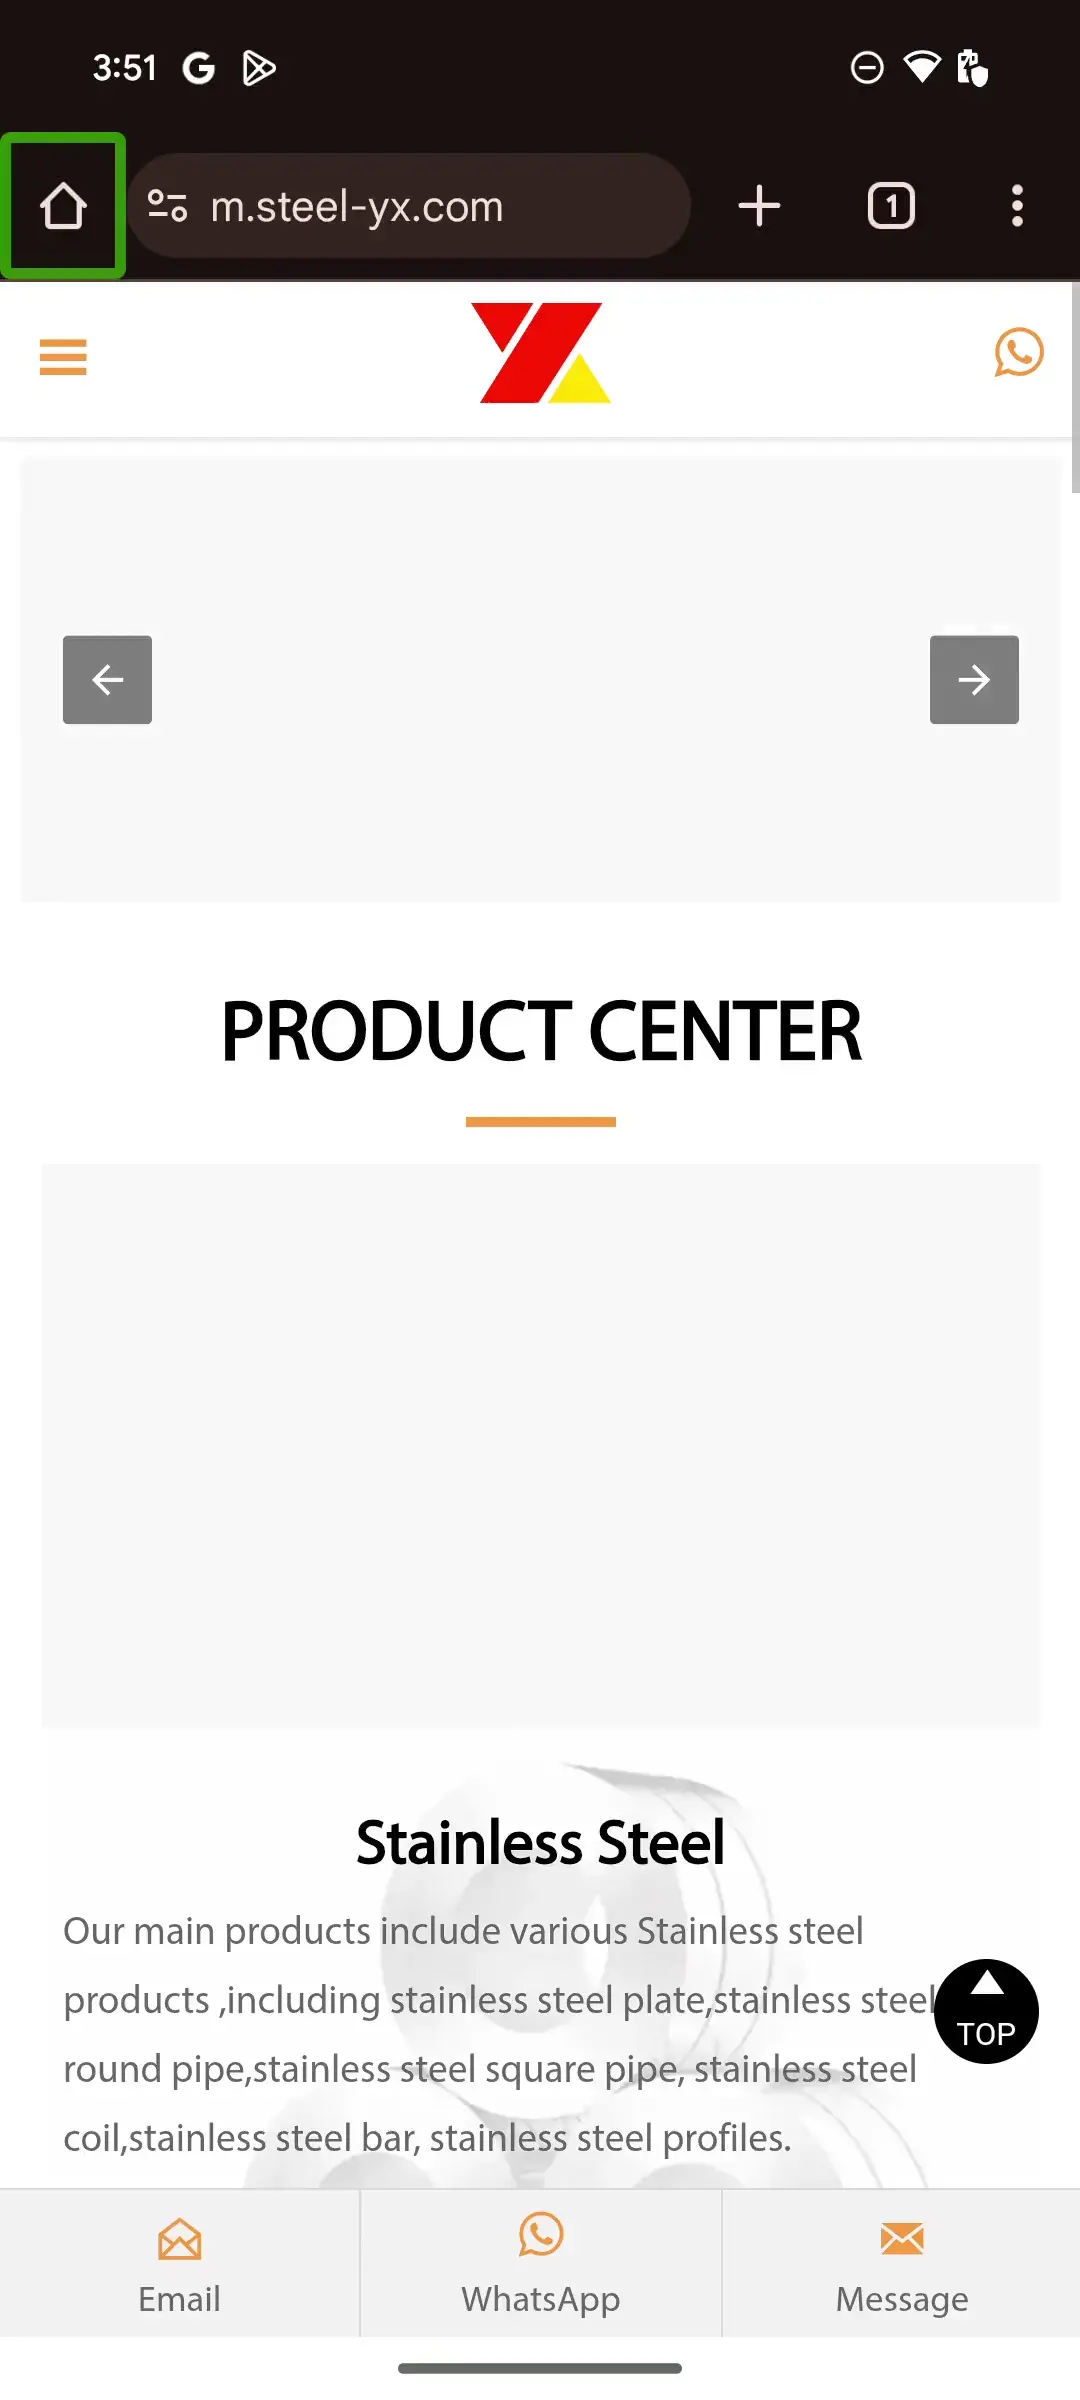 3:51
m.steel-yx.com
1
PRODUCT CENTER
Stainless Steel
Our main products include various Stainless steel
products ,including stainless steel plate,stainless steel
round pipe,stainless steel square pipe, stainless steel
coil,stainless steel bar, stainless steel profiles.
TOP
Email
WhatsApp
Message